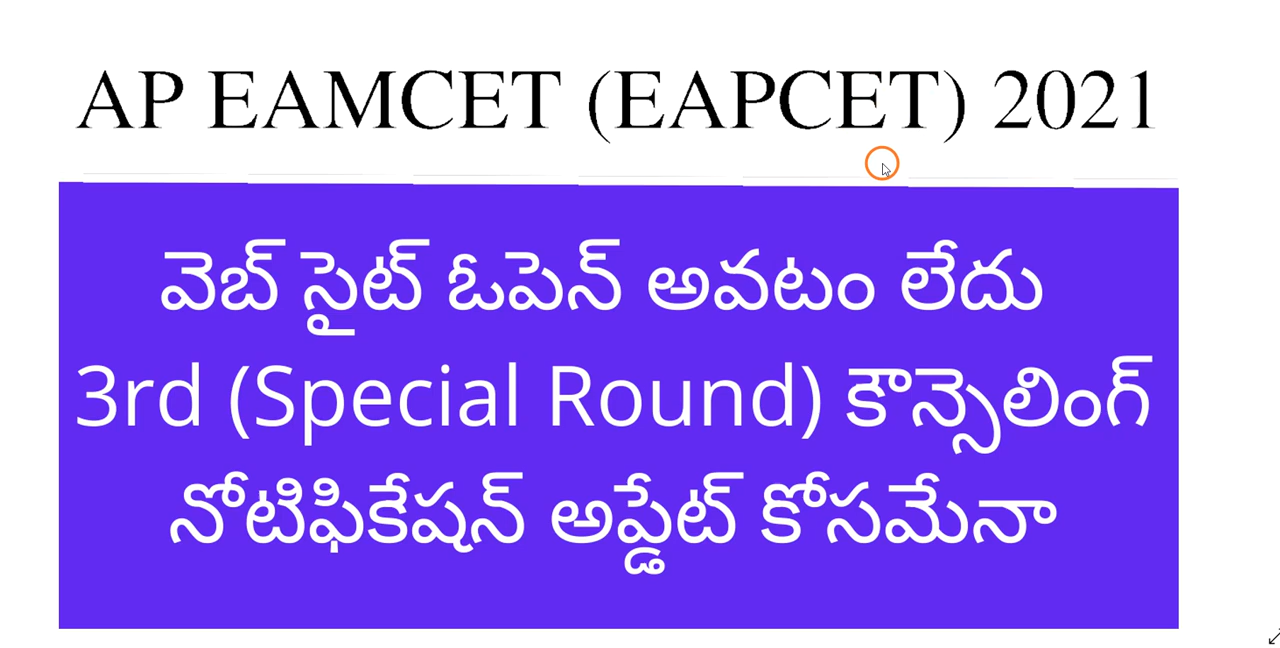 AP EAMCET (EAPCET) 2021
వెబ్ సైట్ ఓపెన్ అవటం లేదు
3rd (Special Round) కౌన్సెలింగ్
నోటిఫికేషన్ అప్డేట్ కోసమేనా